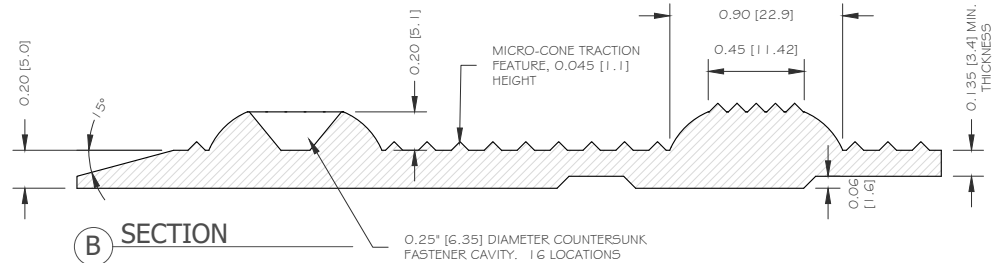 0.90 [22.9]
0.45 [11.42]
0.20 [5.1]
0.20 [5.0]
15°
MICRO-CONE TRACTION
FEATURE, 0.045 [1.1]
HEIGHT
0.135 [3.4] MIN.
THICKNESS
0.06
[1.6]
B SECTION
0.25" [6.35] DIAMETER COUNTERSUNK
FASTENER CAVITY. 16 LOCATIONS